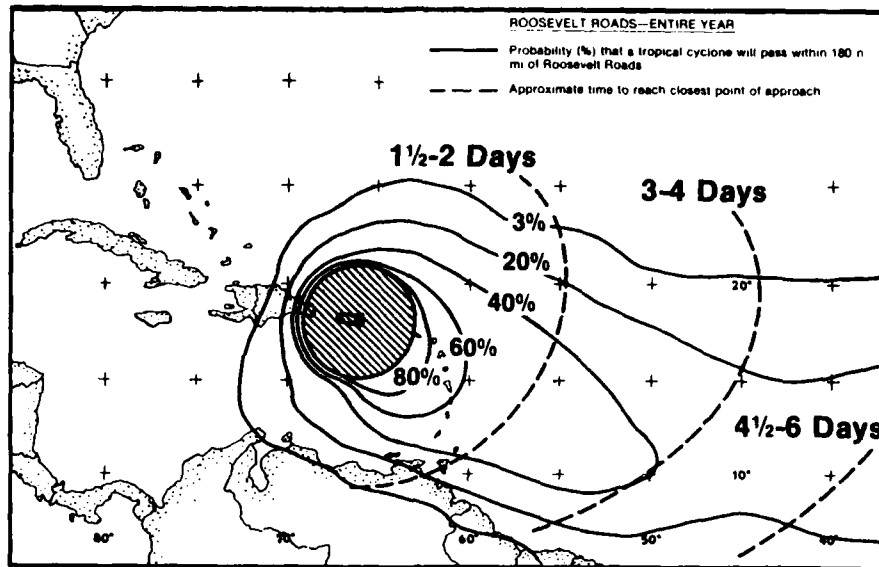 ROOSEVELT ROADS—ENTIRE YEAR
Probability (%) that a tropical cyclone will pass within 180 n
mi of Roosevelt Roads
Approximate time to reach closest point of approach
1½-2 Days
3-4 Days
3%
20%
40%
20°
60%
80%
4½-6 Days
10°
80°
70°
60°
50°
40°